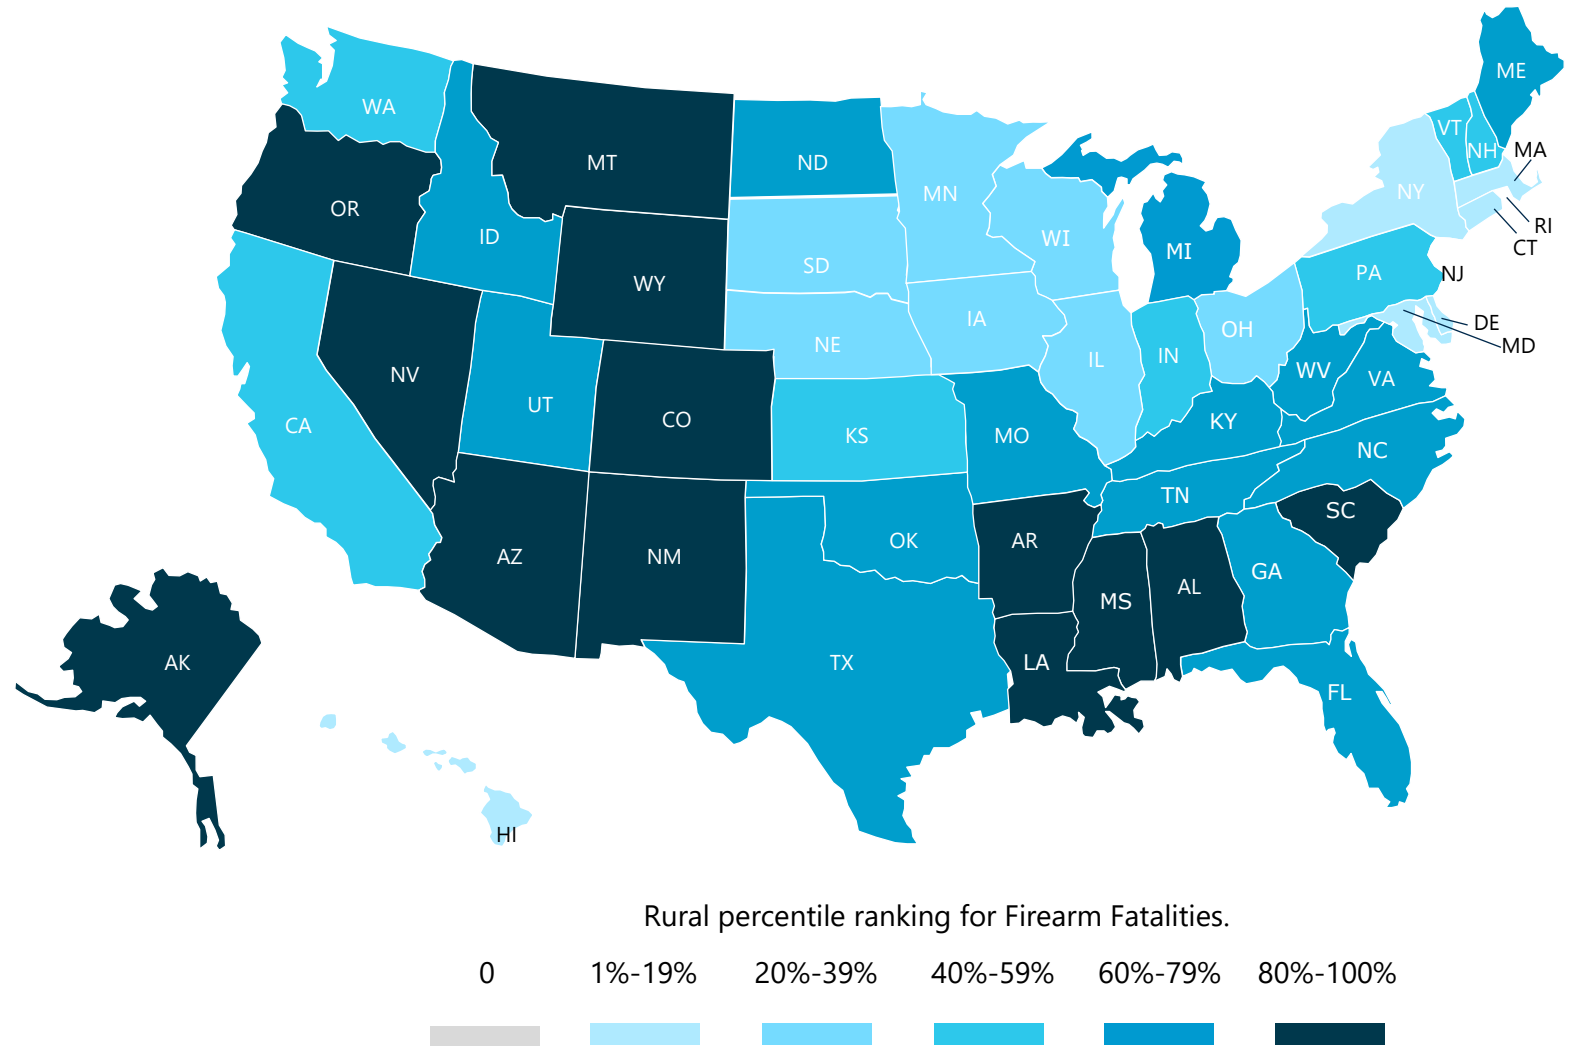 ME
WA
VT
NH
MA
MT
ND
MN
NY
OR
RI
ID
WI
CT
MI
SD
PA
NJ
WY
IA
DE
NE
OH
MD
IL
IN
NV
WV
VA
UT
CO
KY
CA
KS
MO
NC
TN
SC
AZ
NM
OK
AR
GA
MS
AL
AK
TX
LA
FL
HI
Rural percentile ranking for Firearm Fatalities.
0 1%-19% 20%-39% 40%-59% 60%-79% 80%-100%